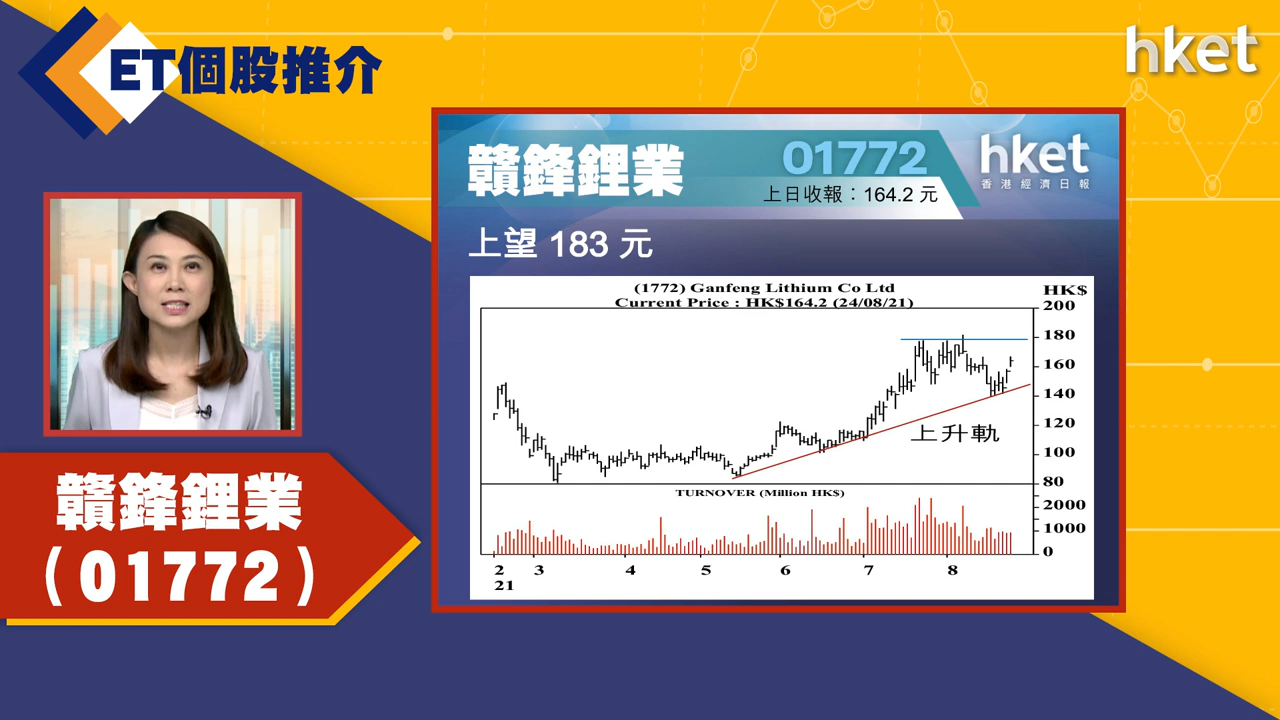 ET個股推介
hket
贛鋒鋰業
01772
hket
香港經濟日報
上日收報：164.2 元
上望 183 元
(1772) Ganfeng Lithium Co Ltd
Current Price : HK$164.2 (24/08/21)
HK$
200
180
160
140
120
100
80
上升軌
TURNOVER (Million HK$)
2000
1000
0
2 3 4 5 6 7 8
21
贛鋒鋰業
（01772）